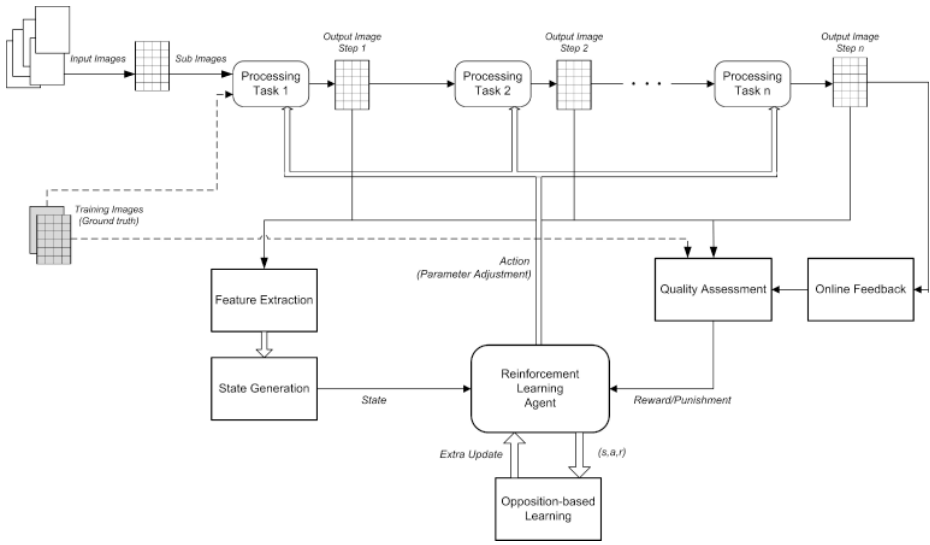 Input Images
Sub Images
Processing
Task 1
Output Image
Step 1
Processing
Task 2
Output Image
Step 2
Processing
Task n
Output Image
Step n
Training Images
(Ground truth)
Action
(Parameter Adjustment)
Feature Extraction
Quality Assessment
Online Feedback
State Generation
State
Reinforcement
Learning
Agent
Reward/Punishment
Extra Update
(s,a,r)
Opposition-based
Learning